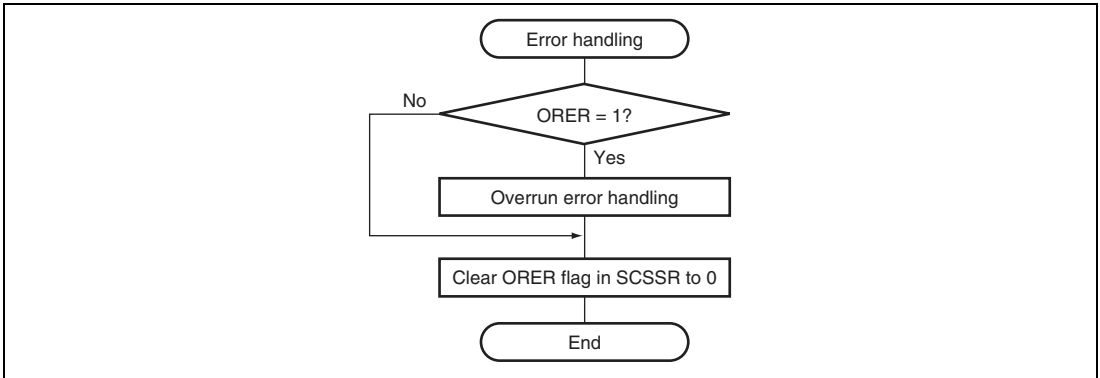 Error handling
No
ORER = 1?
Yes
Overrun error handling
Clear ORER flag in SCSSR to 0
End